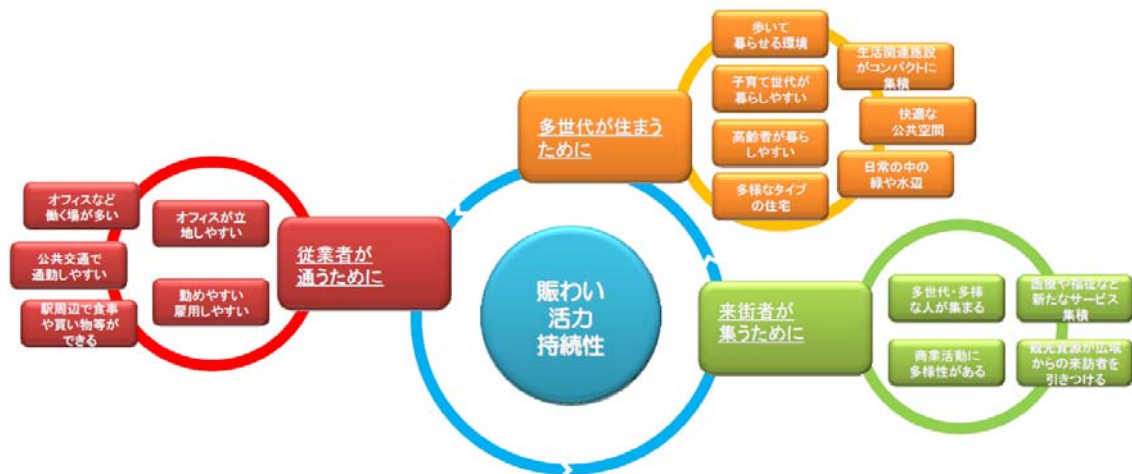 歩いて
暮らせる環境
生活関連施設
がコンパクトに
集積
子育て世代が
暮らしやすい
快適な
公共空間
多世代が住まう
ために
高齢者が暮ら
しやすい
日常の中の
緑や水辺
多様なタイプ
の住宅
オフィスなど
働く場が多い
オフィスが立
地しやすい
公共交通で
通勤しやすい
従業者が
通うために
勤めやすい
雇用しやすい
駅周辺で食事
や買い物等が
できる
賑わい
活力
持続性
来街者が
集うために
多世代・多様
な人が集まる
医療や福祉など
新たなサービス
集積
商業活動に
多様性がある
観光資源が広域
からの来訪者を
引きつける